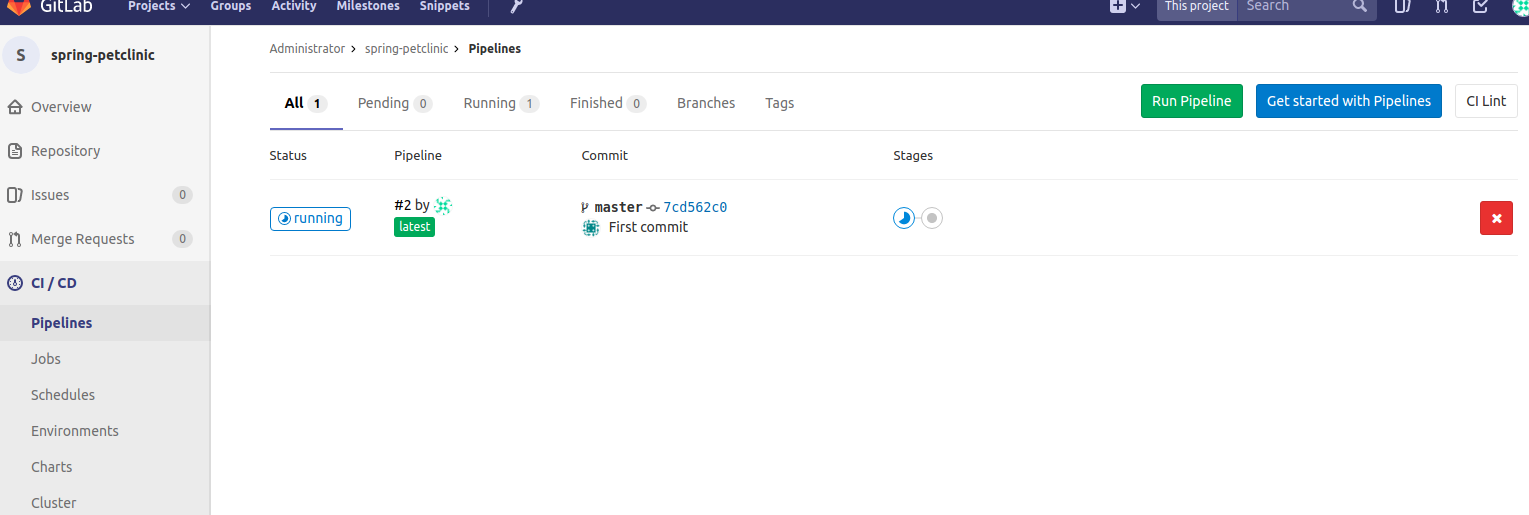 GitLab Projects Groups Activity Milestones Snippets This project Search
S spring-petclinic
Administrator spring-petclinic Pipelines
Overview
Repository
Issues 0
Merge Requests 0
CI / CD
Pipelines
Jobs
Schedules
Environments
Charts
Cluster
All 1 Pending 0 Running 1 Finished 0 Branches Tags Run Pipeline Get started with Pipelines CI Lint
Status Pipeline Commit Stages
running #2 by master 7cd562c0
latest First commit